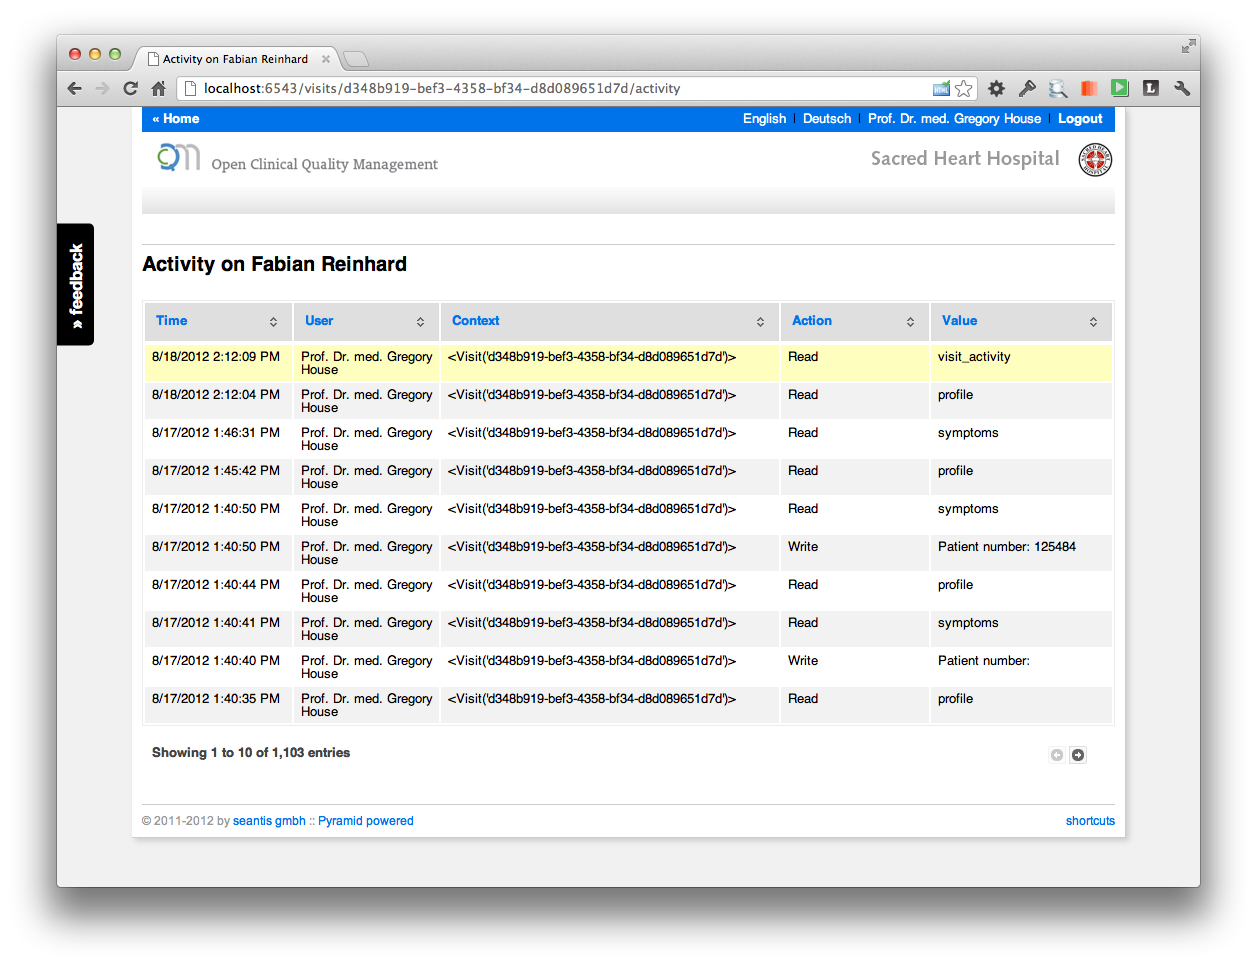 Activity on Fabian Reinhard
localhost:6543/visits/d348b919-bef3-4358-bf34-d8d089651d7d/activity
« Home English Deutsch Prof. Dr. med. Gregory House Logout
QM Open Clinical Quality Management Sacred Heart Hospital
SACRED HEART HOSPITAL
» feedback
Activity on Fabian Reinhard
Time User Context Action Value
8/18/2012 2:12:09 PM Prof. Dr. med. Gregory <Visit('d348b919-bef3-4358-bf34-d8d089651d7d')> Read visit_activity
House
8/18/2012 2:12:04 PM Prof. Dr. med. Gregory <Visit('d348b919-bef3-4358-bf34-d8d089651d7d')> Read profile
House
8/17/2012 1:46:31 PM Prof. Dr. med. Gregory <Visit('d348b919-bef3-4358-bf34-d8d089651d7d')> Read symptoms
House
8/17/2012 1:45:42 PM Prof. Dr. med. Gregory <Visit('d348b919-bef3-4358-bf34-d8d089651d7d')> Read profile
House
8/17/2012 1:40:50 PM Prof. Dr. med. Gregory <Visit('d348b919-bef3-4358-bf34-d8d089651d7d')> Read symptoms
House
8/17/2012 1:40:50 PM Prof. Dr. med. Gregory <Visit('d348b919-bef3-4358-bf34-d8d089651d7d')> Write Patient number: 125484
House
8/17/2012 1:40:44 PM Prof. Dr. med. Gregory <Visit('d348b919-bef3-4358-bf34-d8d089651d7d')> Read profile
House
8/17/2012 1:40:41 PM Prof. Dr. med. Gregory <Visit('d348b919-bef3-4358-bf34-d8d089651d7d')> Read symptoms
House
8/17/2012 1:40:40 PM Prof. Dr. med. Gregory <Visit('d348b919-bef3-4358-bf34-d8d089651d7d')> Write Patient number:
House
8/17/2012 1:40:35 PM Prof. Dr. med. Gregory <Visit('d348b919-bef3-4358-bf34-d8d089651d7d')> Read profile
House
Showing 1 to 10 of 1,103 entries
© 2011-2012 by seantis gmbh :: Pyramid powered shortcuts